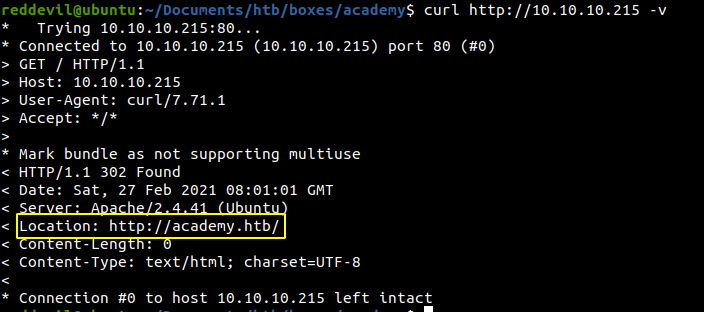 reddevil@ubuntu:~/Documents/htb/boxes/academy$ curl http://10.10.10.215 -v
*   Trying 10.10.10.215:80...
* Connected to 10.10.10.215 (10.10.10.215) port 80 (#0)
> GET / HTTP/1.1
> Host: 10.10.10.215
> User-Agent: curl/7.71.1
> Accept: */*
>
* Mark bundle as not supporting multiuse
< HTTP/1.1 302 Found
< Date: Sat, 27 Feb 2021 08:01:01 GMT
< Server: Apache/2.4.41 (Ubuntu)
< Location: http://academy.htb/
< Content-Length: 0
< Content-Type: text/html; charset=UTF-8
<
* Connection #0 to host 10.10.10.215 left intact